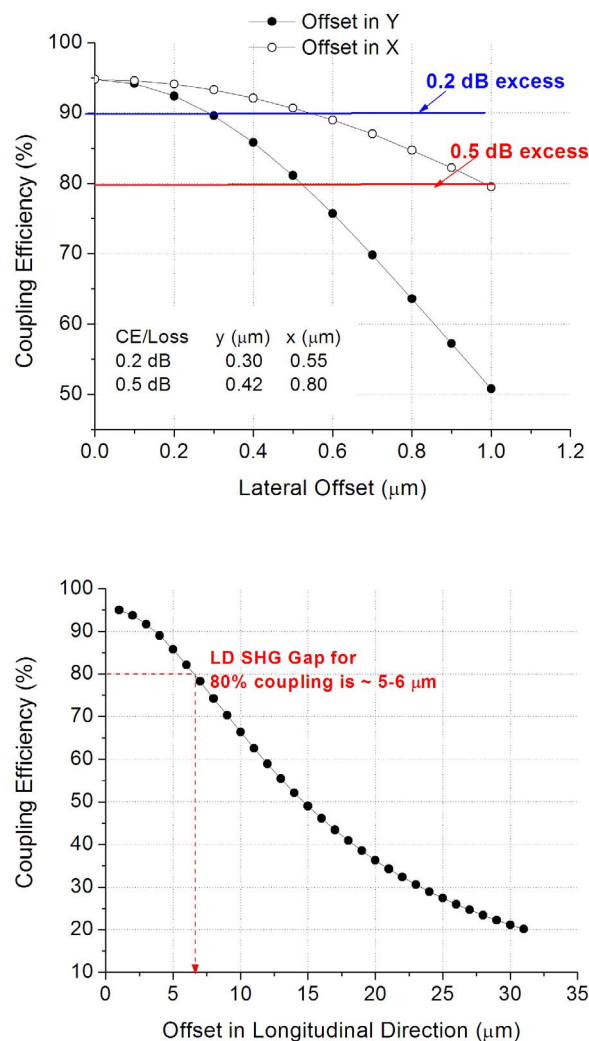 Offset in Y
Offset in X
100
90
80
70
60
50
0.2 dB excess
0.5 dB excess
Coupling Efficiency (%)
CE/Loss y (μm) x (μm)
0.2 dB 0.30 0.55
0.5 dB 0.42 0.80
0.0 0.2 0.4 0.6 0.8 1.0 1.2
Lateral Offset (μm)
100
90
80
70
60
50
40
30
20
10
Coupling Efficiency (%)
LD SHG Gap for
80% coupling is ~ 5-6 μm
0 5 10 15 20 25 30 35
Offset in Longitudinal Direction (μm)